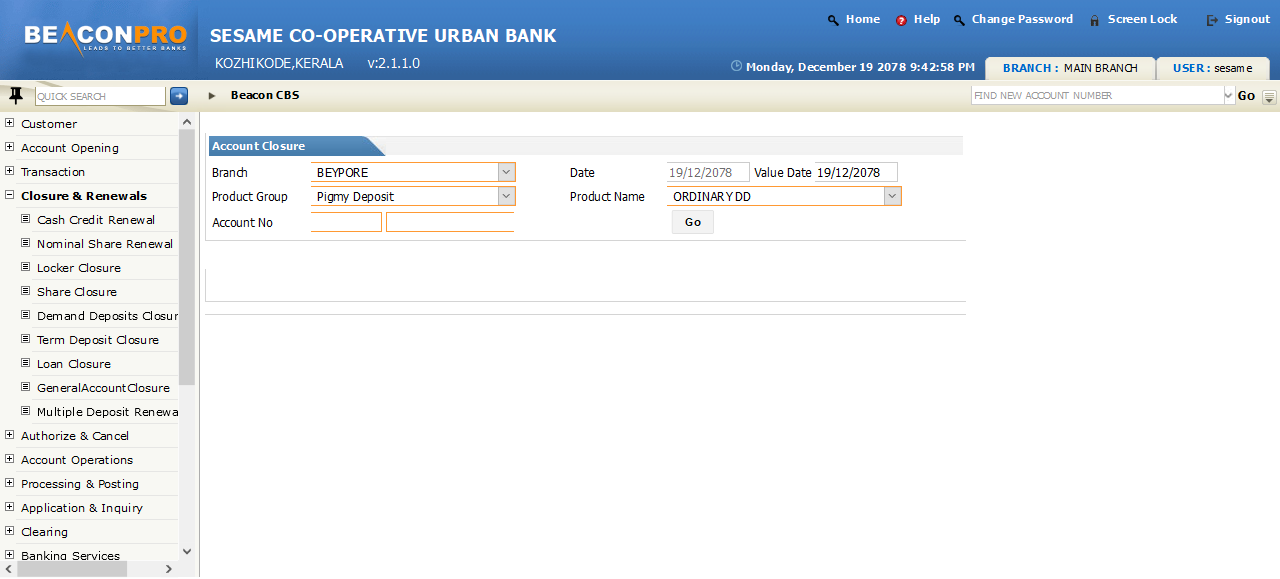 Home Help Change Password Screen Lock Signout
BEACONPRO
LEADS TO BETTER BANKS
SESAME CO-OPERATIVE URBAN BANK
KOZHIKODE,KERALA v:2.1.1.0
Monday, December 19 2078 9:42:58 PM BRANCH : MAIN BRANCH USER : sesame
QUICK SEARCH Beacon CBS FIND NEW ACCOUNT NUMBER Go
Customer
Account Opening
Transaction
Closure & Renewals
Cash Credit Renewal
Nominal Share Renewal
Locker Closure
Share Closure
Demand Deposits Closur
Term Deposit Closure
Loan Closure
GeneralAccountClosure
Multiple Deposit Renewa
Authorize & Cancel
Account Operations
Processing & Posting
Application & Inquiry
Clearing
Banking Services
Account Closure
Branch BEYPORE Date 19/12/2078 Value Date 19/12/2078
Product Group Pigmy Deposit Product Name ORDINARY DD
Account No Go